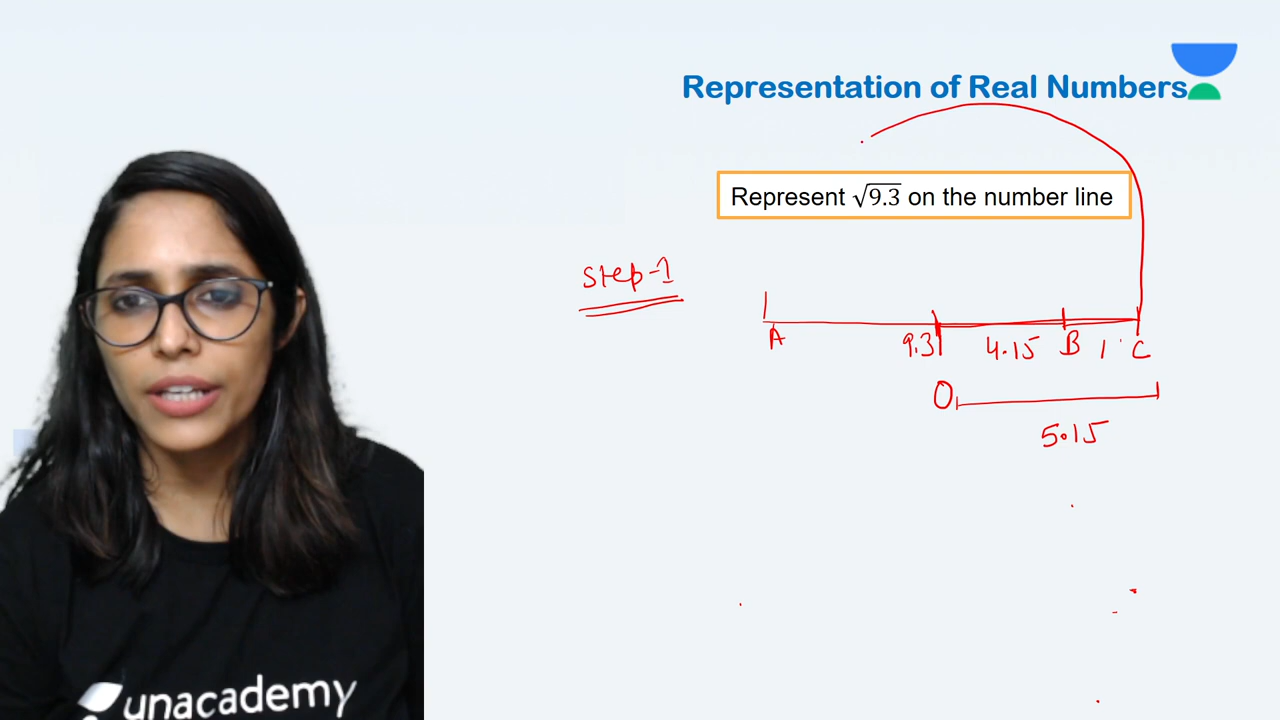 Representation of Real Numbers
Represent √9.3 on the number line
Step-1
A 9.3 4.15 B 1 C
O
5.15
unacademy